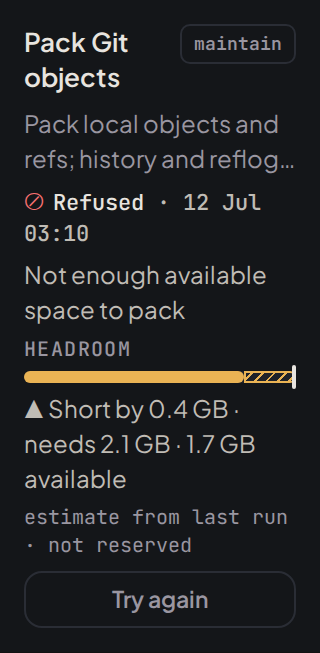 Pack Git
objects
maintain
Pack local objects and
refs; history and reflog…
Refused · 12 Jul
03:10
Not enough available
space to pack
HEADROOM
Short by 0.4 GB ·
needs 2.1 GB · 1.7 GB
available
estimate from last run
· not reserved
Try again